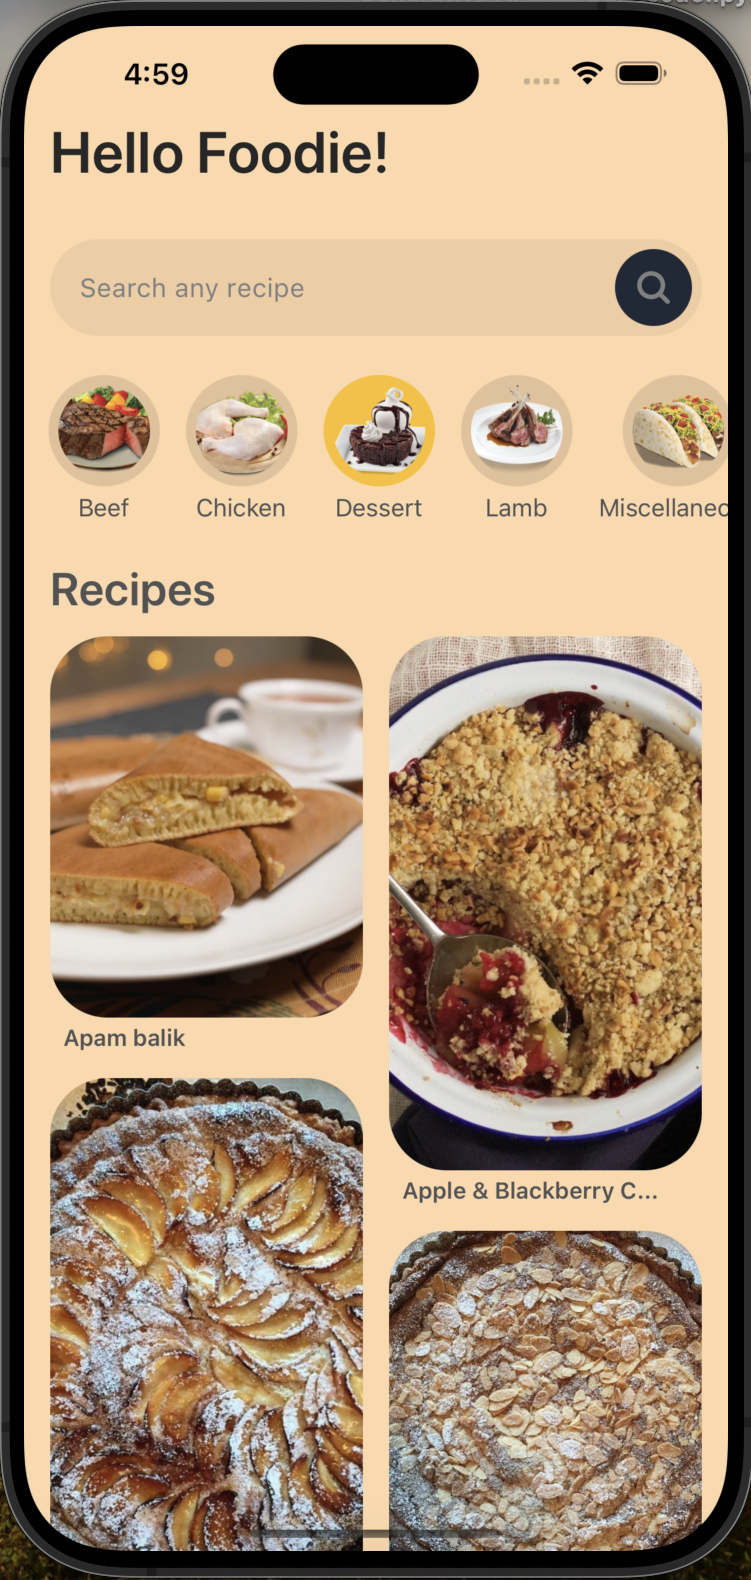 4:59
Hello Foodie!
Search any recipe
Beef
Chicken
Dessert
Lamb
Miscellaneo
Recipes
Apam balik
Apple & Blackberry C...